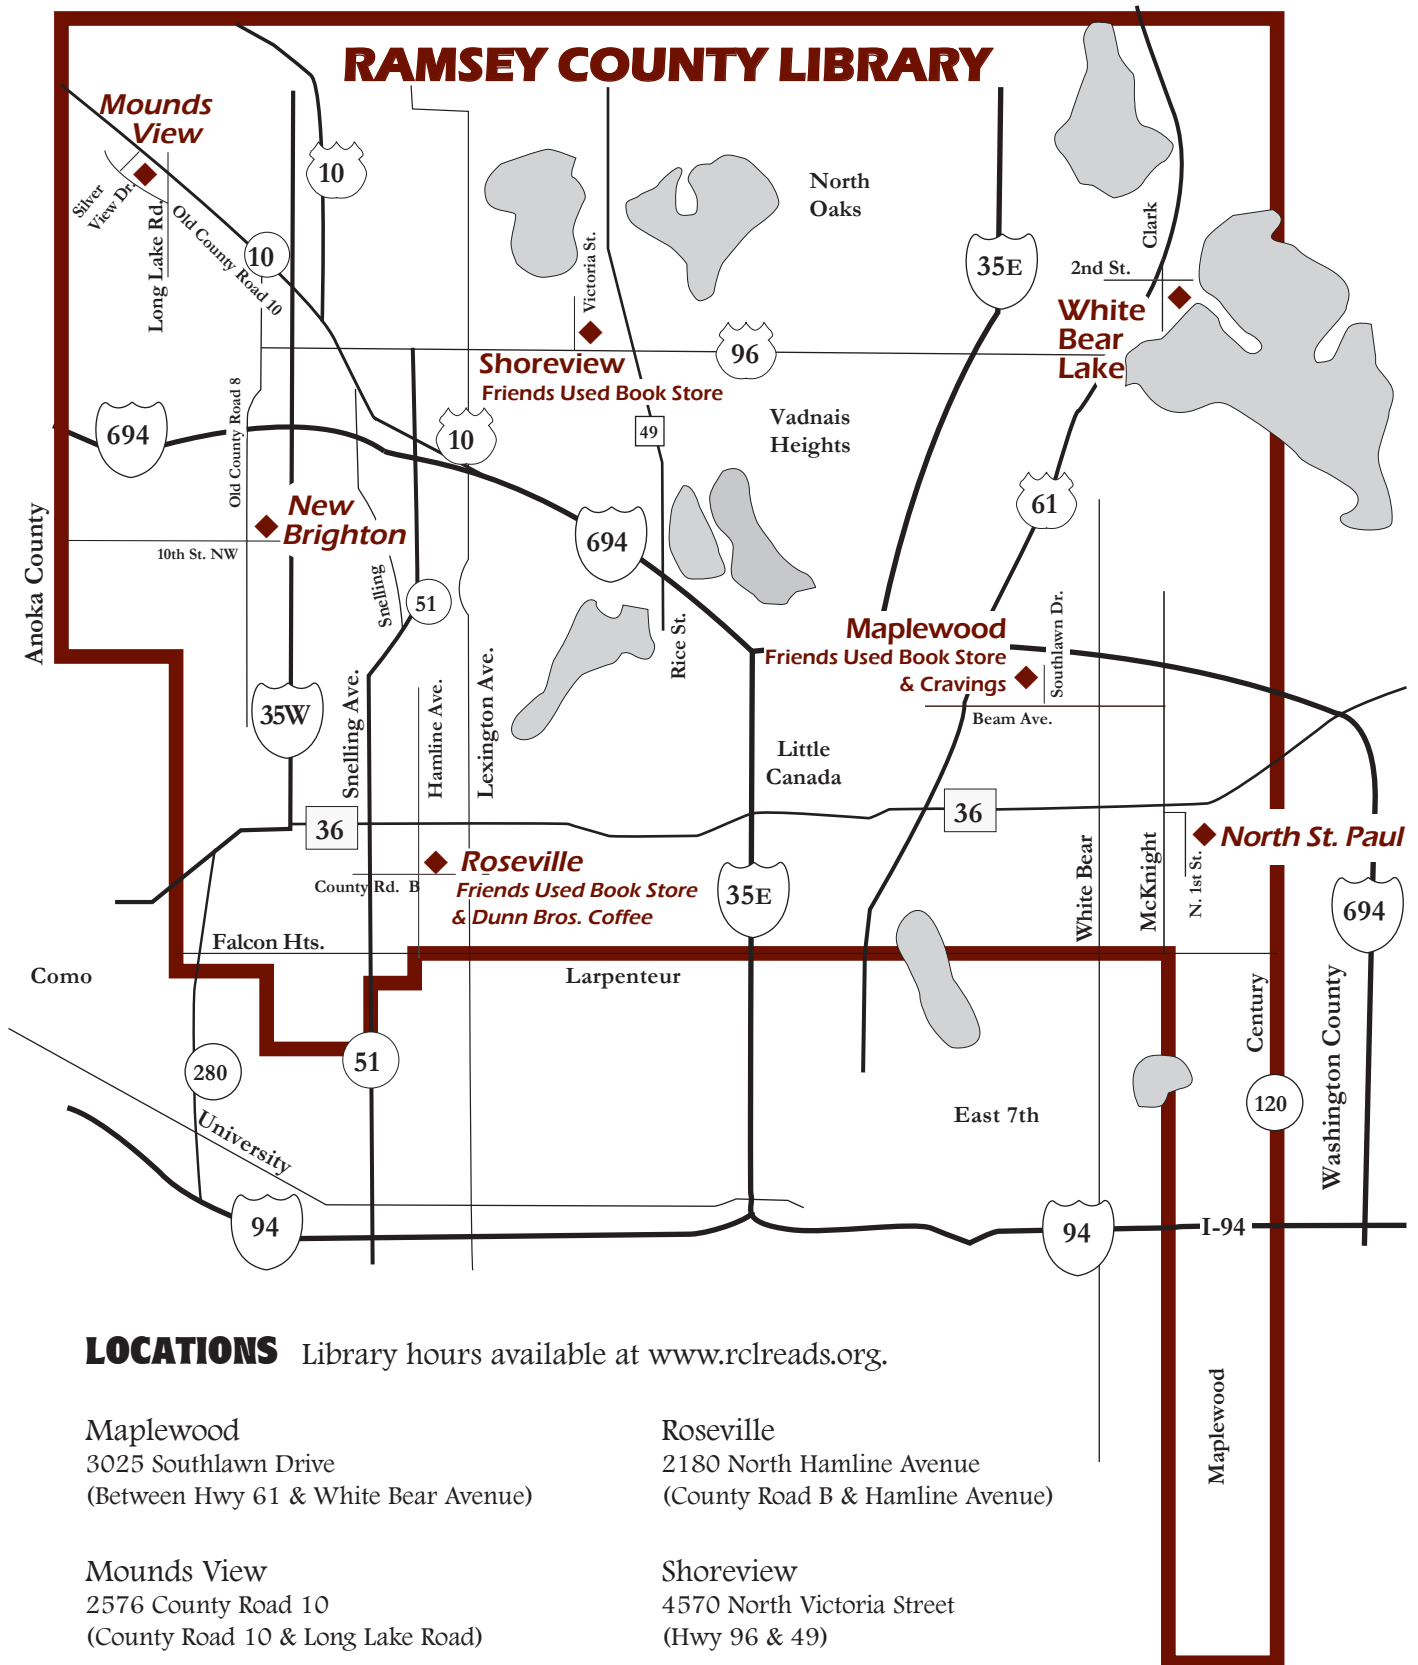 RAMSEY COUNTY LIBRARY
Mounds
View
10
North
Oaks
Silver
View Dr.
Long Lake Rd.
Old County Road 10
10
Victoria St.
35E
Clark
2nd St.
White
Bear
Lake
Shoreview
Friends Used Book Store
96
694
Old County Road 8
10
49
Vadnais
Heights
61
New
Brighton
10th St. NW
694
Anoka County
Snelling
51
Rice St.
Maplewood
Friends Used Book Store
& Cravings
Southlawn Dr.
Beam Ave.
35W
Snelling Ave.
Hamline Ave.
Lexington Ave.
Little
Canada
36
36
North St. Paul
White Bear
McKnight
N. 1st St.
Roseville
Friends Used Book Store
& Dunn Bros. Coffee
County Rd. B
35E
694
Falcon Hts.
Como
Larpenteur
Century
Washington County
280
51
120
East 7th
University
94
94
I-94
Maplewood
LOCATIONS Library hours available at www.rclreads.org.
Maplewood
3025 Southlawn Drive
(Between Hwy 61 & White Bear Avenue)
Roseville
2180 North Hamline Avenue
(County Road B & Hamline Avenue)
Mounds View
2576 County Road 10
(County Road 10 & Long Lake Road)
Shoreview
4570 North Victoria Street
(Hwy 96 & 49)